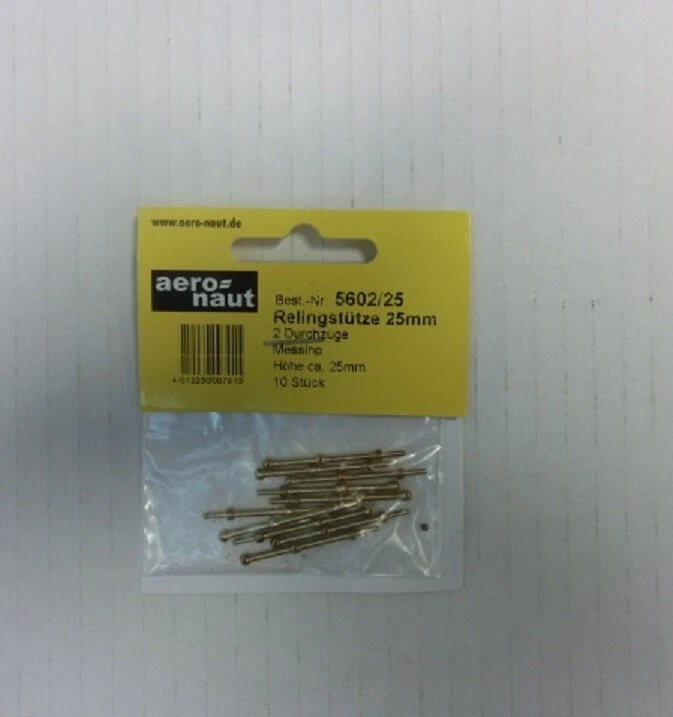 www.aero-naut.de
aero=
naut
Best.-Nr. 5602/25
Relingstütze 25mm
2 Durchzüge
Messing
Höhe ca. 25mm
10 Stück